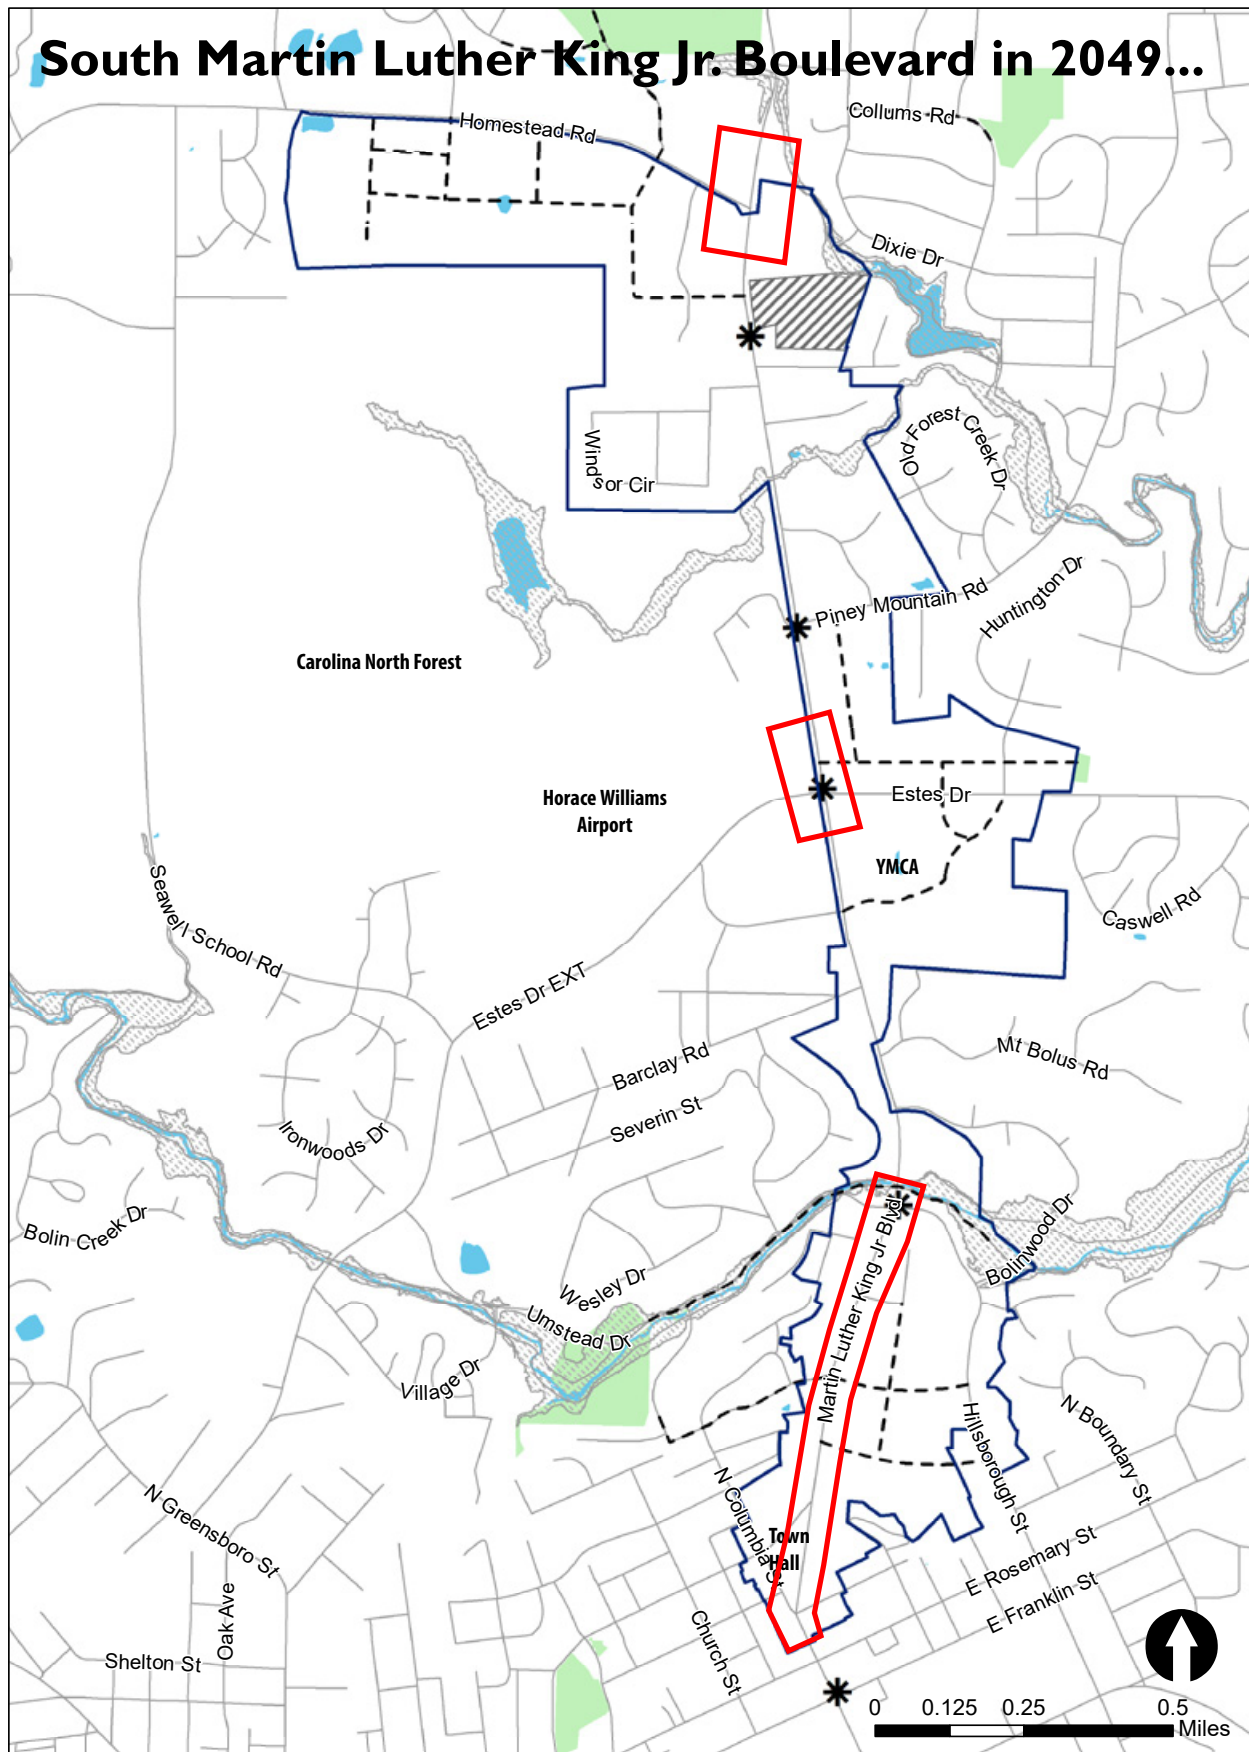 South Martin Luther King Jr. Boulevard in 2049...
Collums Rd
Homestead Rd
Dixie Dr
Old Forest Creek Dr
Windsor Cir
Huntington Dr
Piney Mountain Rd
Carolina North Forest
Horace Williams
Airport
Estes Dr
YMCA
Seawell School Rd
Caswell Rd
Estes Dr EXT
Mt Bolus Rd
Barclay Rd
Severin St
Ironwoods Dr
Bolin Creek Dr
Bolinwood Dr
Martin Luther King Jr Blvd
Wesley Dr
Umstead Dr
Village Dr
N Boundary St
Hillsborough St
N Columbia St
N Greensboro St
Town
Hall
E Rosemary St
E Franklin St
Oak Ave
Church St
Shelton St
0 0.125 0.25 0.5
Miles